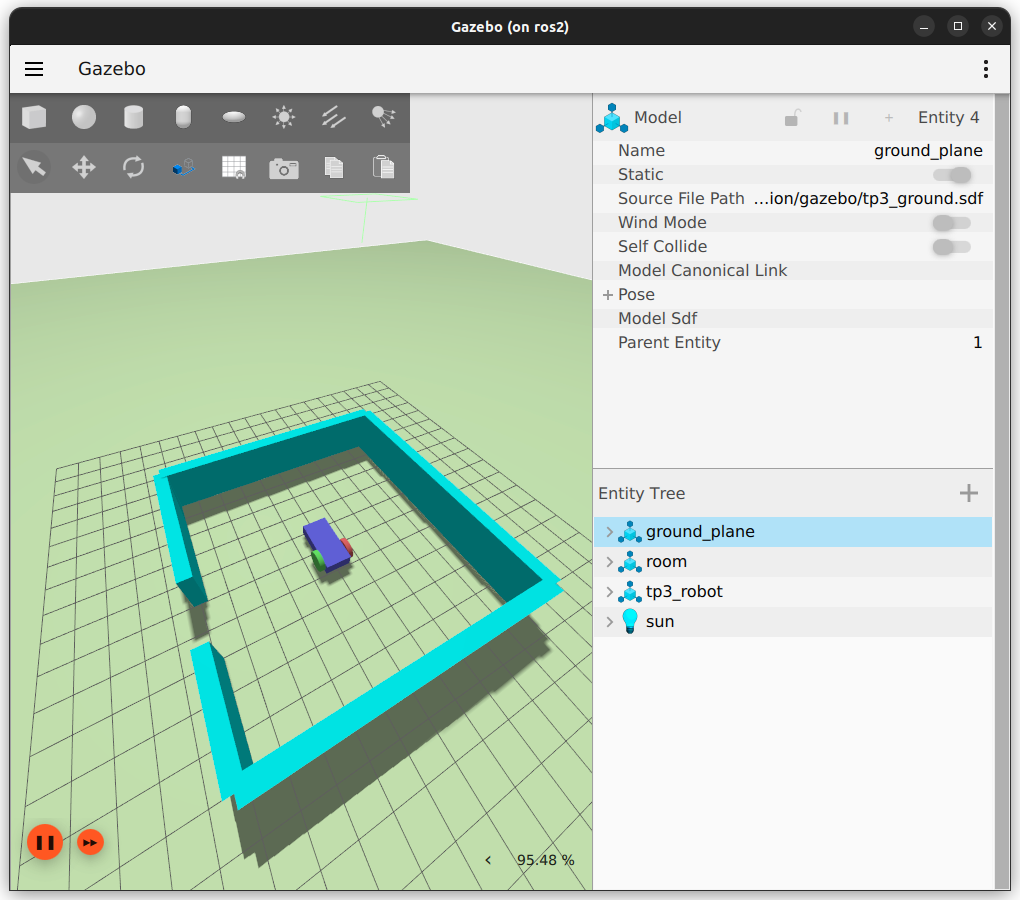 Gazebo (on ros2)
Gazebo
Model
Entity 4
Name ground_plane
Static
Source File Path ...ion/gazebo/tp3_ground.sdf
Wind Mode
Self Collide
Model Canonical Link
Pose
Model Sdf
Parent Entity 1
Entity Tree
ground_plane
room
tp3_robot
sun
95.48 %